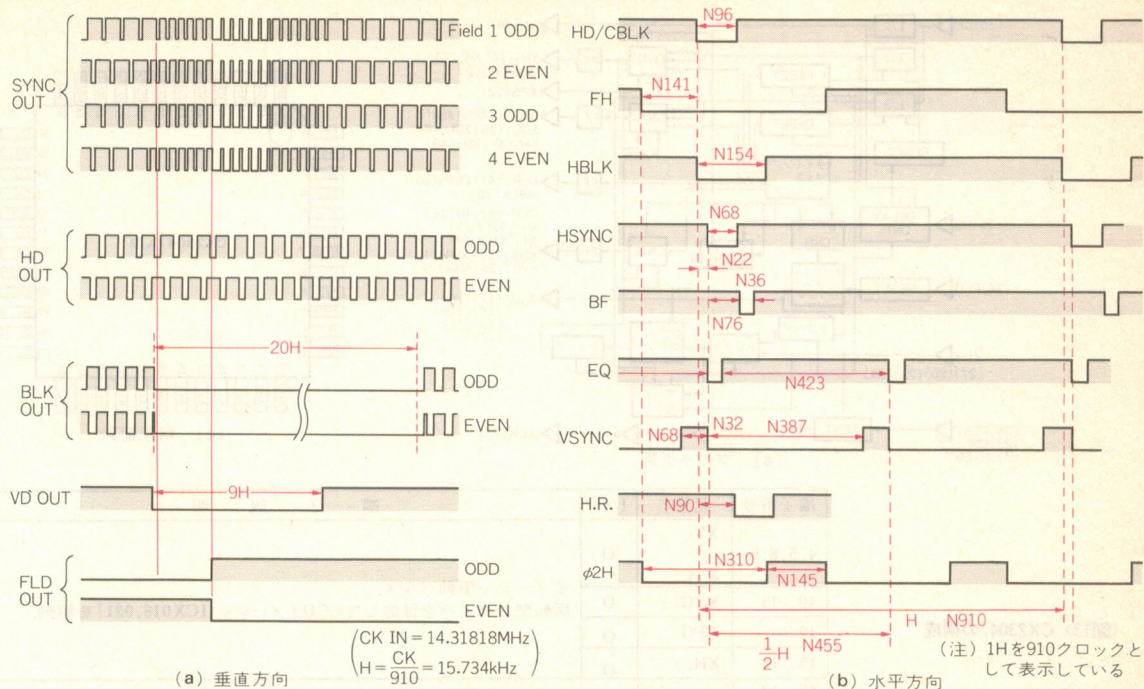 SYNC OUT
Field 1 ODD
2 EVEN
3 ODD
4 EVEN
HD OUT
ODD
EVEN
20H
BLK OUT
ODD
EVEN
VD OUT
9H
FLD OUT
ODD
EVEN
CK IN = 14.31818MHz
H = CK/910 = 15.734kHz
(a) 垂直方向
HD/CBLK
N96
FH
N141
HBLK
N154
HSYNC
N68
N22
BF
N36
N76
EQ
N423
VSYNC
N68
N32
N387
H.R.
N90
φ2H
N310
N145
H N910
1/2 H N455
(注) 1Hを910クロックと
して表示している
(b) 水平方向